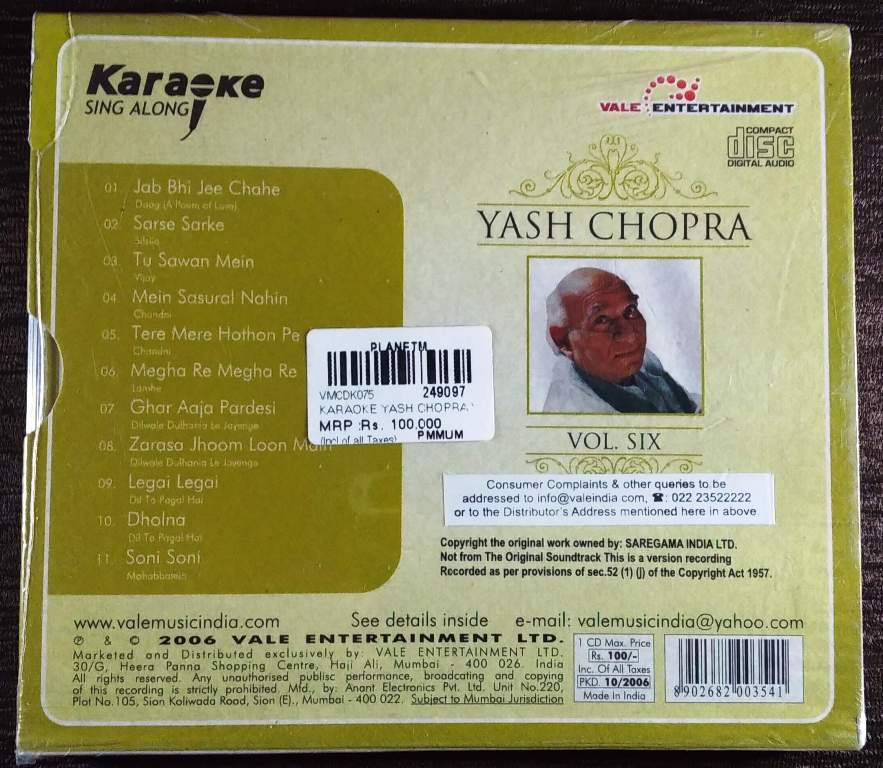 Karaoke
SING ALONG
VALE ENTERTAINMENT
COMPACT
disc
DIGITAL AUDIO
01. Jab Bhi Jee Chahe
Daag (A Poem of Love)
02. Sarse Sarke
Silsila
03. Tu Sawan Mein
Vijay
04. Mein Sasural Nahin
Chandni
05. Tere Mere Hothon Pe
Chandni
06. Megha Re Megha Re
Lamhe
07. Ghar Aaja Pardesi
Dilwale Dulhania Le Jayenge
08. Zarasa Jhoom Loon Main
Dilwale Dulhania Le Jayenge
09. Legai Legai
Dil To Pagal Hai
10. Dholna
Dil To Pagal Hai
11. Soni Soni
Mohabbatein
YASH CHOPRA
VOL. SIX
PLANETM
VMCDK075 249097
KARAOKE YASH CHOPRA
MRP :Rs. 100.000
(Incl of all Taxes) PMMUM
Consumer Complaints & other queries to be
addressed to info@valeindia.com, ☎: 022 23522222
or to the Distributor's Address mentioned here in above
Copyright the original work owned by: SAREGAMA INDIA LTD.
Not from The Original Soundtrack This is a version recording
Recorded as per provisions of sec.52 (1) (j) of the Copyright Act 1957.
www.valemusicindia.com See details inside e-mail: valemusicindia@yahoo.com
℗ & © 2006 VALE ENTERTAINMENT LTD.
Marketed and Distributed exclusively by: VALE ENTERTAINMENT LTD.
30/G, Heera Panna Shopping Centre, Haji Ali, Mumbai - 400 026. India
All rights reserved. Any unauthorised publisc performance, broadcasting and copying
of this recording is strictly prohibited. Mfd., by: Anant Electronics Pvt. Ltd. Unit No.220,
Plot No.105, Sion Koliwada Road, Sion (E)., Mumbai - 400 022. Subject to Mumbai Jurisdiction
1 CD Max. Price
Rs. 100/-
Inc. Of All Taxes
PKD. 10/2006
Made in India
8902682 003541